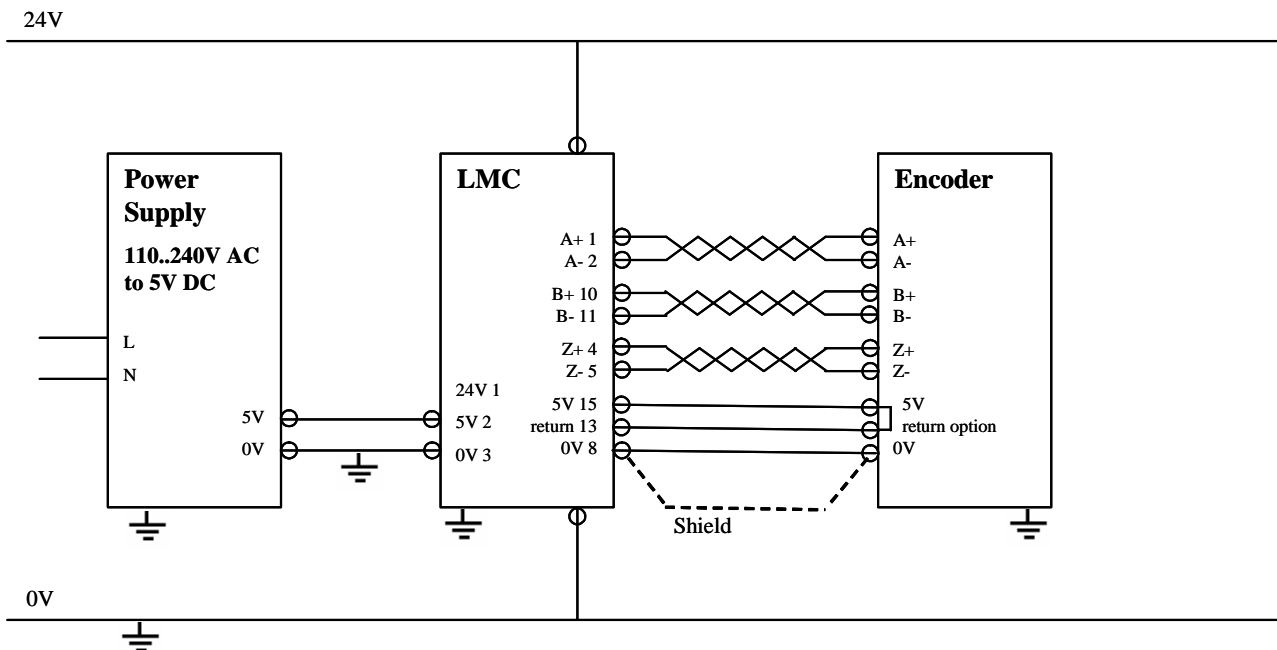 24V
Power
Supply
110..240V AC
to 5V DC
L
N
5V
0V
LMC
A+ 1
A- 2
B+ 10
B- 11
Z+ 4
Z- 5
24V 1
5V 2
0V 3
5V 15
return 13
0V 8
Encoder
A+
A-
B+
B-
Z+
Z-
5V
return option
0V
Shield
0V